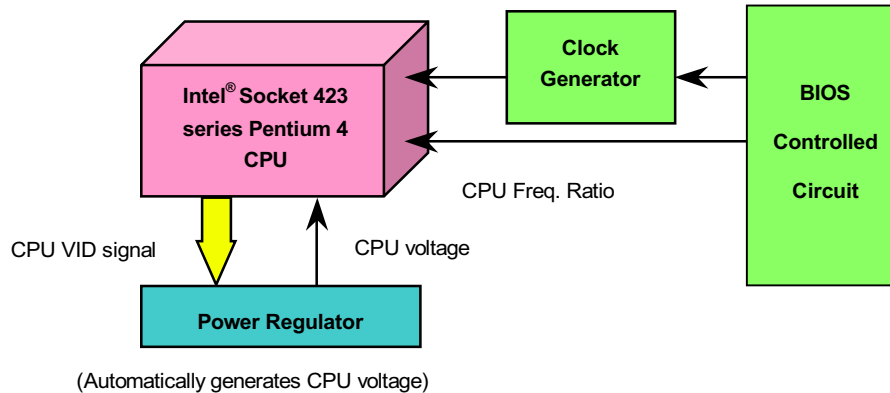 Intel® Socket 423
series Pentium 4
CPU
Clock
Generator
BIOS
Controlled
Circuit
CPU Freq. Ratio
CPU VID signal
CPU voltage
Power Regulator
(Automatically generates CPU voltage)